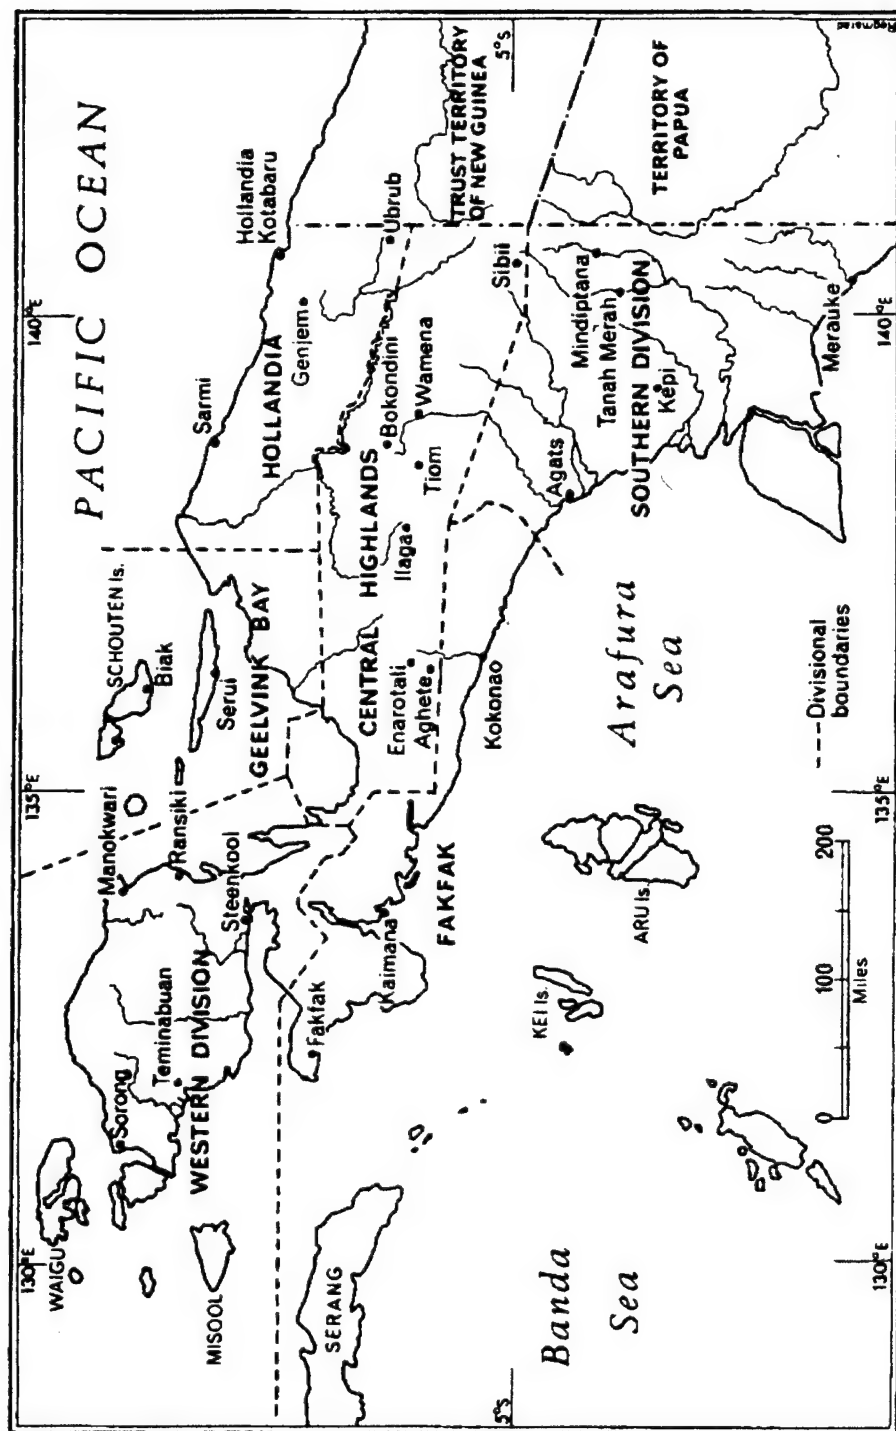 PACIFIC OCEAN
130°E
135°E
140°E
WAIGU
SCHOUTEN Is.
Biak
Manokwari
Sorong
Sarmi
Teminabuan
Ransiki
Serui
MISOOL
WESTERN DIVISION
Steenkool
GEELVINK BAY
HOLLANDIA
Genjem
Hollandia
Kotabaru
Fakfak
SERANG
Kaimana
FAKFAK
CENTRAL
HIGHLANDS
Enarotali
Aghete
Ilaga
Tiom
Bokondini
Wamena
Ubrub
TRUST TERRITORY
OF NEW GUINEA
Kokonao
5°S
5°S
Sibil
Agats
Mindiptana
Tanah Merah
Kepi
SOUTHERN DIVISION
TERRITORY OF
PAPUA
Banda
Sea
KEI Is.
ARU Is.
Arafura
Sea
Merauke
0 100 200
Miles
Divisional
boundaries
130°E
135°E
140°E